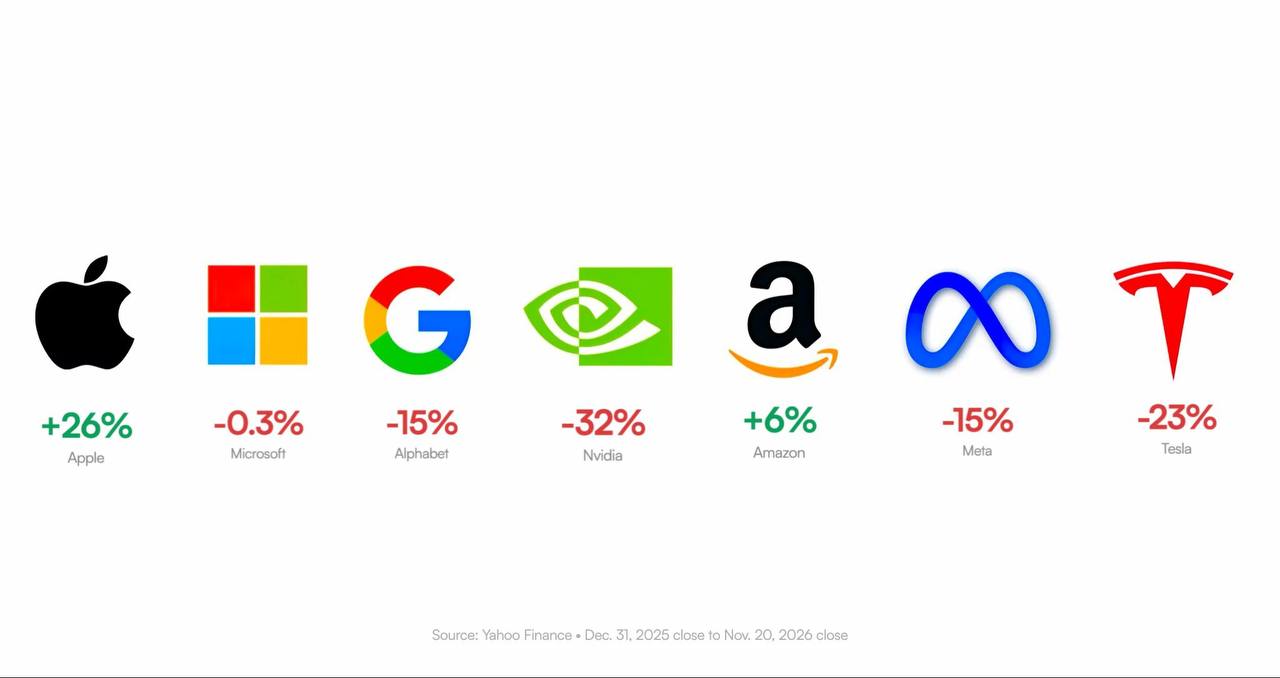 +26%
Apple
-0.3%
Microsoft
-15%
Alphabet
-32%
Nvidia
a
+6%
Amazon
-15%
Meta
-23%
Tesla
Source: Yahoo Finance • Dec. 31, 2025 close to Nov. 20, 2026 close